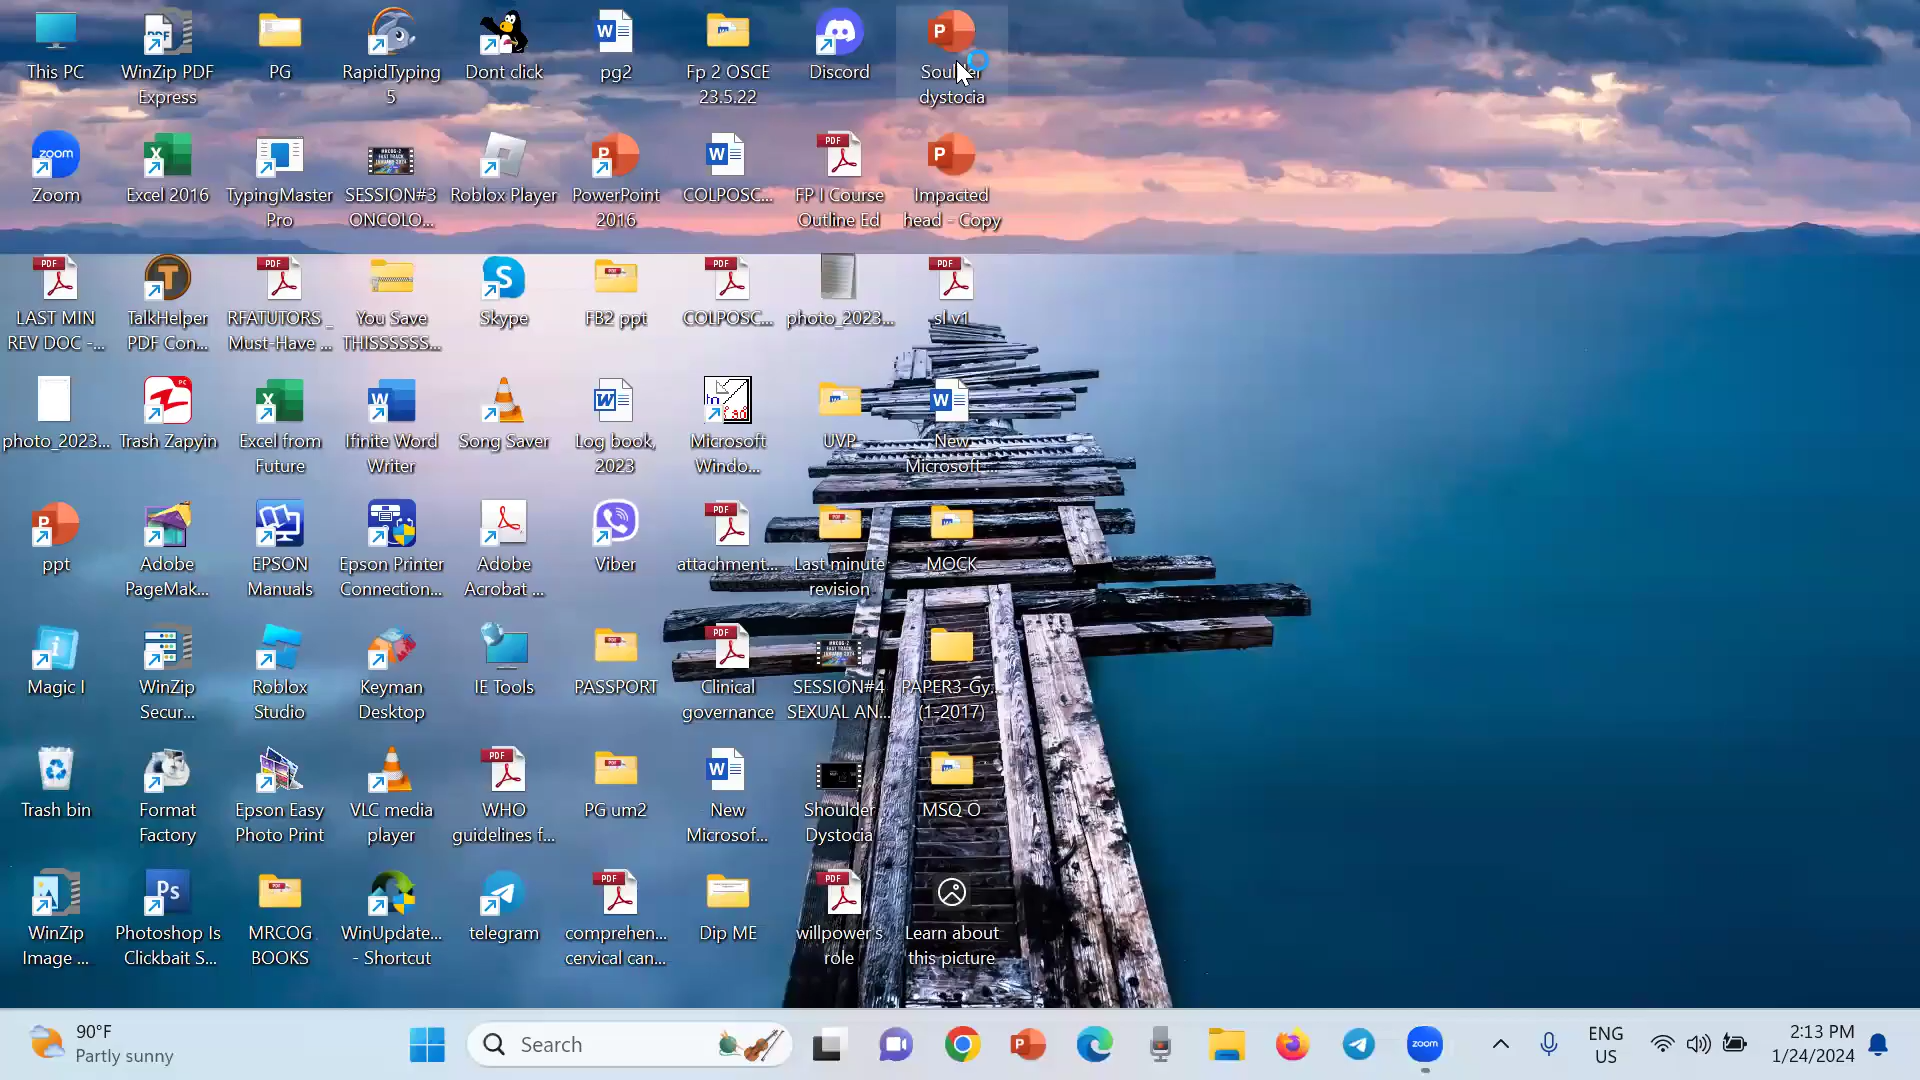 This PC
WinZip PDF
Express
PG
RapidTyping
5
Dont click
pg2
Fp 2 OSCE
23.5.22
Discord
dystocia
Zoom
Excel 2016
TypingMaster
Pro
SESSION#3
ONCOLO...
Roblox Player
PowerPoint
2016
COLPOSC...
FP I Course
Outline Ed
Impacted
head - Copy
LAST MIN
REV DOC -...
TalkHelper
PDF Con...
RFATUTORS_
Must-Have ...
You Save
THISSSSSS...
Skype
FB2 ppt
COLPOSC...
photo_2023...
sl v1
photo_2023...
Trash Zapyin
Excel from
Future
Ifinite Word
Writer
Song Saver
Log book,
2023
Microsoft
Windo...
UVP
New
Microsoft ...
ppt
Adobe
PageMak...
EPSON
Manuals
Epson Printer
Connection...
Adobe
Acrobat ...
Viber
attachment...
Last minute
revision
MOCK
Magic I
WinZip
Secur...
Roblox
Studio
Keyman
Desktop
IE Tools
PASSPORT
Clinical
governance
SESSION#4
SEXUAL AN...
PAPER3-Gy...
(1-2017)
Trash bin
Format
Factory
Epson Easy
Photo Print
VLC media
player
WHO
guidelines f...
PG um2
New
Microsof...
Shoulder
Dystocia
MSQ O
WinZip
Image ...
Photoshop Is
Clickbait S...
MRCOG
BOOKS
WinUpdate...
- Shortcut
telegram
comprehen...
cervical can...
Dip ME
willpower's
role
Learn about
this picture
90°F
Partly sunny
Search
zoom
ENG
US
2:13 PM
1/24/2024